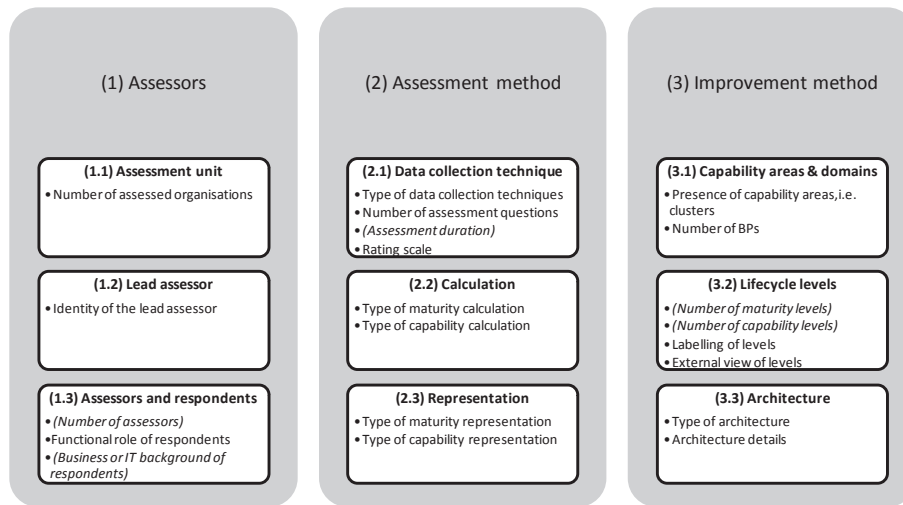 (1) Assessors
(1.1) Assessment unit
• Number of assessed organisations
(1.2) Lead assessor
• Identity of the lead assessor
(1.3) Assessors and respondents
• (Number of assessors)
• Functional role of respondents
• (Business or IT background of
respondents)
(2) Assessment method
(2.1) Data collection technique
• Type of data collection techniques
• Number of assessment questions
• (Assessment duration)
• Rating scale
(2.2) Calculation
• Type of maturity calculation
• Type of capability calculation
(2.3) Representation
• Type of maturity representation
• Type of capability representation
(3) Improvement method
(3.1) Capability areas & domains
• Presence of capability areas,i.e.
clusters
• Number of BPs
(3.2) Lifecycle levels
• (Number of maturity levels)
• (Number of capability levels)
• Labelling of levels
• External view of levels
(3.3) Architecture
• Type of architecture
• Architecture details